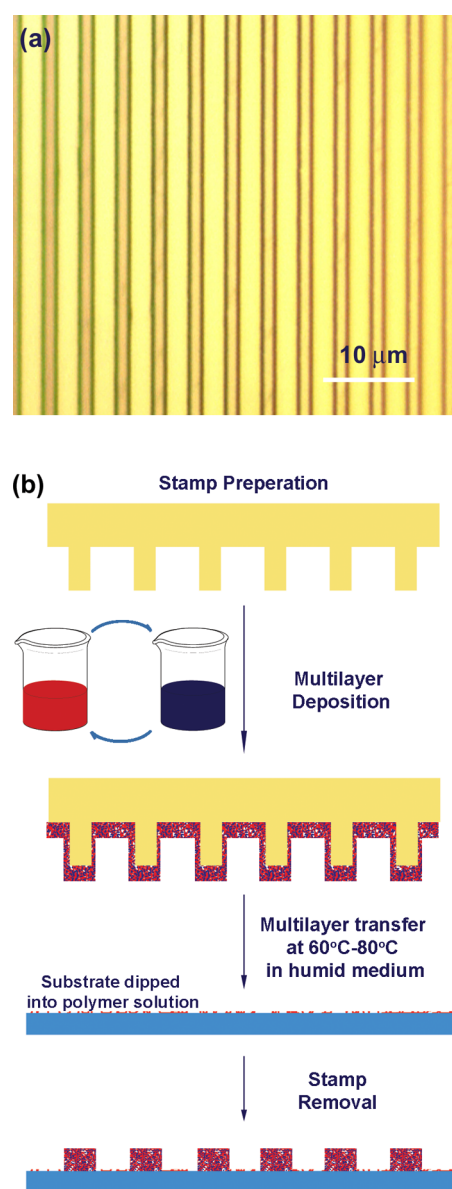 (a)
10 μm
(b)
Stamp Preparation
Multilayer
Deposition
Multilayer transfer
at 60°C-80°C
in humid medium
Substrate dipped
into polymer solution
Stamp
Removal